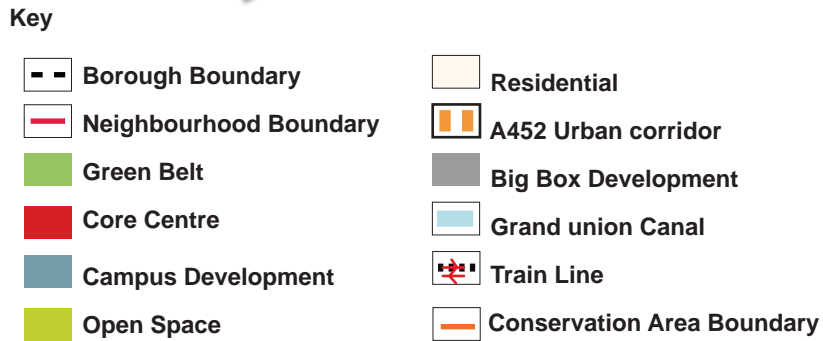 Key
Borough Boundary
Neighbourhood Boundary
Green Belt
Core Centre
Campus Development
Open Space
Residential
A452 Urban corridor
Big Box Development
Grand union Canal
Train Line
Conservation Area Boundary